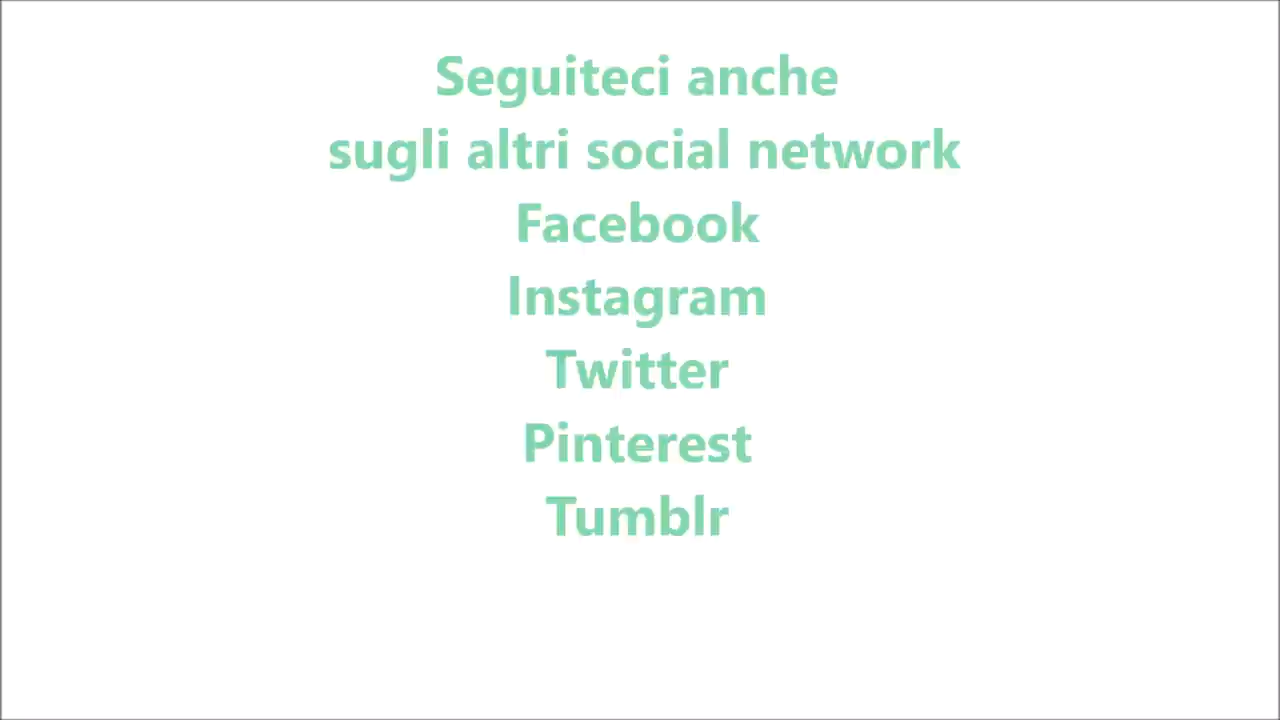 Seguiteci anche
sugli altri social network
Facebook
Instagram
Twitter
Pinterest
Tumblr